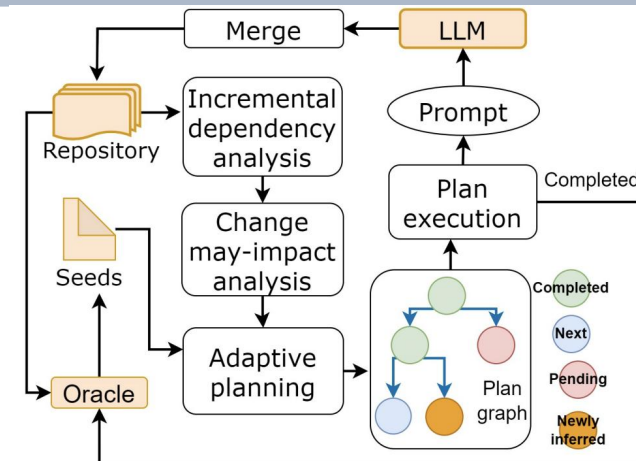 Merge
LLM
Repository
Incremental
dependency
analysis
Prompt
Plan
execution
Completed
Seeds
Change
may-impact
analysis
Adaptive
planning
Oracle
Plan
graph
Completed
Next
Pending
Newly
inferred